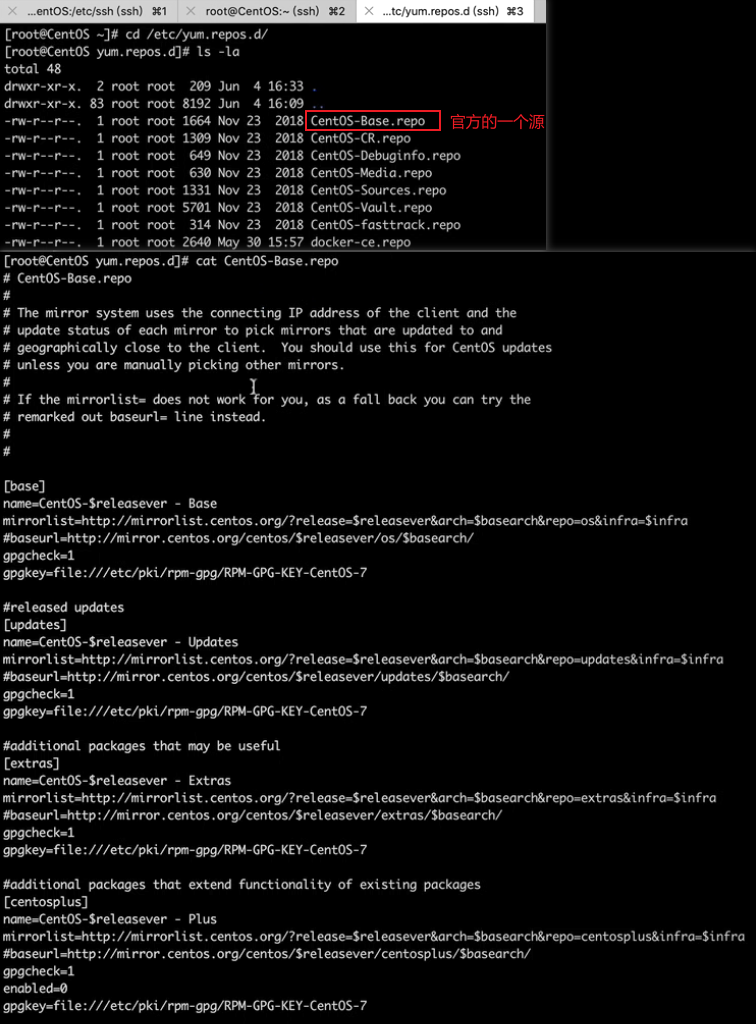 ...entOS:/etc/ssh (ssh) ⌘1
root@CentOS:~ (ssh) ⌘2
...tc/yum.repos.d (ssh) ⌘3
[root@CentOS ~]# cd /etc/yum.repos.d/
[root@CentOS yum.repos.d]# ls -la
total 48
drwxr-xr-x.  2 root root  209 Jun  4 16:33 .
drwxr-xr-x. 83 root root 8192 Jun  4 16:09 ..
-rw-r--r--.  1 root root 1664 Nov 23  2018 CentOS-Base.repo 官方的一个源
-rw-r--r--.  1 root root 1309 Nov 23  2018 CentOS-CR.repo
-rw-r--r--.  1 root root  649 Nov 23  2018 CentOS-Debuginfo.repo
-rw-r--r--.  1 root root  630 Nov 23  2018 CentOS-Media.repo
-rw-r--r--.  1 root root 1331 Nov 23  2018 CentOS-Sources.repo
-rw-r--r--.  1 root root 5701 Nov 23  2018 CentOS-Vault.repo
-rw-r--r--.  1 root root  314 Nov 23  2018 CentOS-fasttrack.repo
-rw-r--r--.  1 root root 2640 May 30 15:57 docker-ce.repo
[root@CentOS yum.repos.d]# cat CentOS-Base.repo
# CentOS-Base.repo
#
# The mirror system uses the connecting IP address of the client and the
# update status of each mirror to pick mirrors that are updated to and
# geographically close to the client.  You should use this for CentOS updates
# unless you are manually picking other mirrors.
#
# If the mirrorlist= does not work for you, as a fall back you can try the
# remarked out baseurl= line instead.
#
#
[base]
name=CentOS-$releasever - Base
mirrorlist=http://mirrorlist.centos.org/?release=$releasever&arch=$basearch&repo=os&infra=$infra
#baseurl=http://mirror.centos.org/centos/$releasever/os/$basearch/
gpgcheck=1
gpgkey=file:///etc/pki/rpm-gpg/RPM-GPG-KEY-CentOS-7
#released updates
[updates]
name=CentOS-$releasever - Updates
mirrorlist=http://mirrorlist.centos.org/?release=$releasever&arch=$basearch&repo=updates&infra=$infra
#baseurl=http://mirror.centos.org/centos/$releasever/updates/$basearch/
gpgcheck=1
gpgkey=file:///etc/pki/rpm-gpg/RPM-GPG-KEY-CentOS-7
#additional packages that may be useful
[extras]
name=CentOS-$releasever - Extras
mirrorlist=http://mirrorlist.centos.org/?release=$releasever&arch=$basearch&repo=extras&infra=$infra
#baseurl=http://mirror.centos.org/centos/$releasever/extras/$basearch/
gpgcheck=1
gpgkey=file:///etc/pki/rpm-gpg/RPM-GPG-KEY-CentOS-7
#additional packages that extend functionality of existing packages
[centosplus]
name=CentOS-$releasever - Plus
mirrorlist=http://mirrorlist.centos.org/?release=$releasever&arch=$basearch&repo=centosplus&infra=$infra
#baseurl=http://mirror.centos.org/centos/$releasever/centosplus/$basearch/
gpgcheck=1
enabled=0
gpgkey=file:///etc/pki/rpm-gpg/RPM-GPG-KEY-CentOS-7